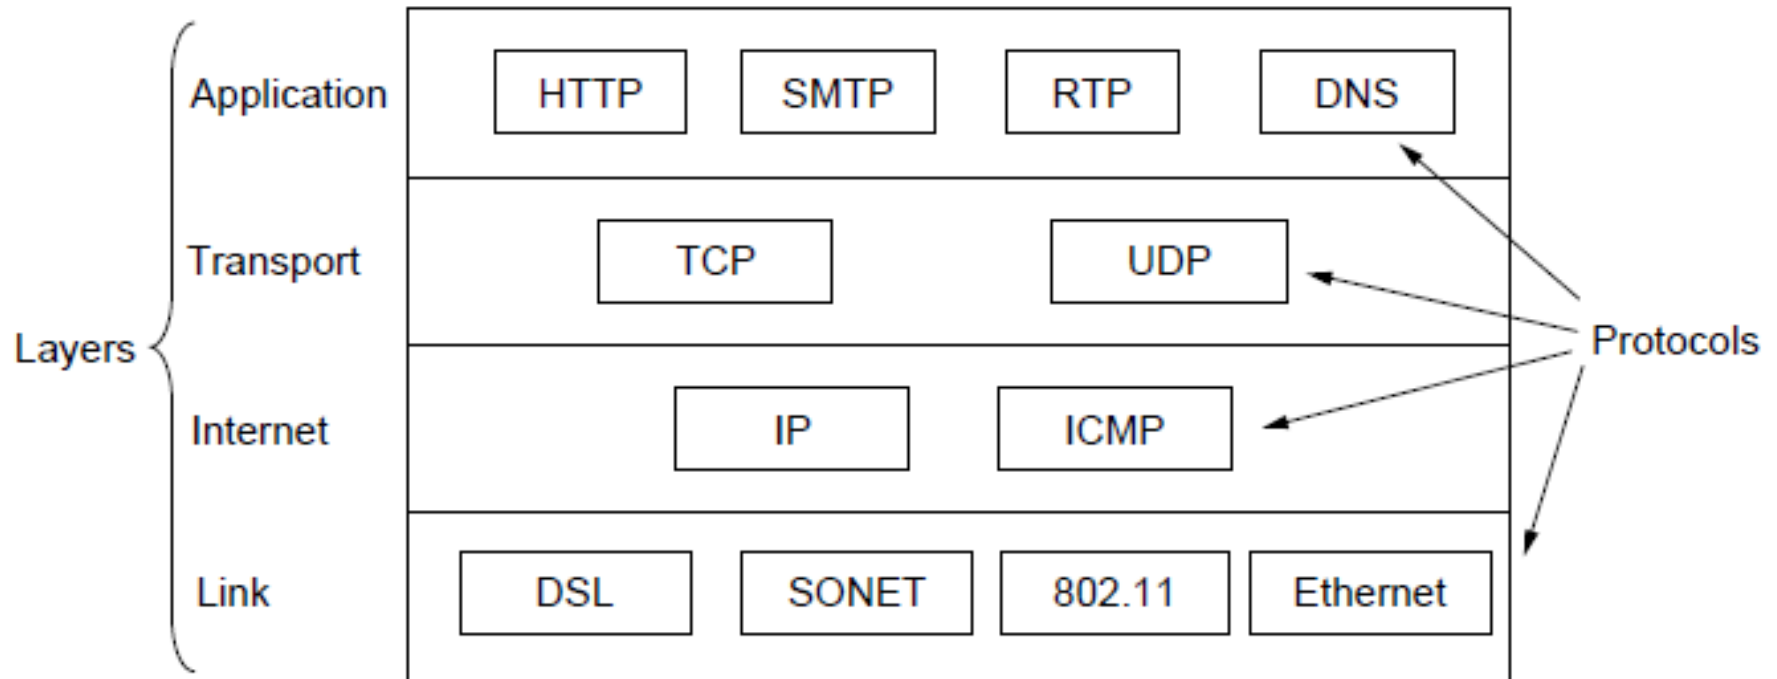 Application HTTP SMTP RTP DNS
Transport TCP UDP
Layers Protocols
Internet IP ICMP
Link DSL SONET 802.11 Ethernet